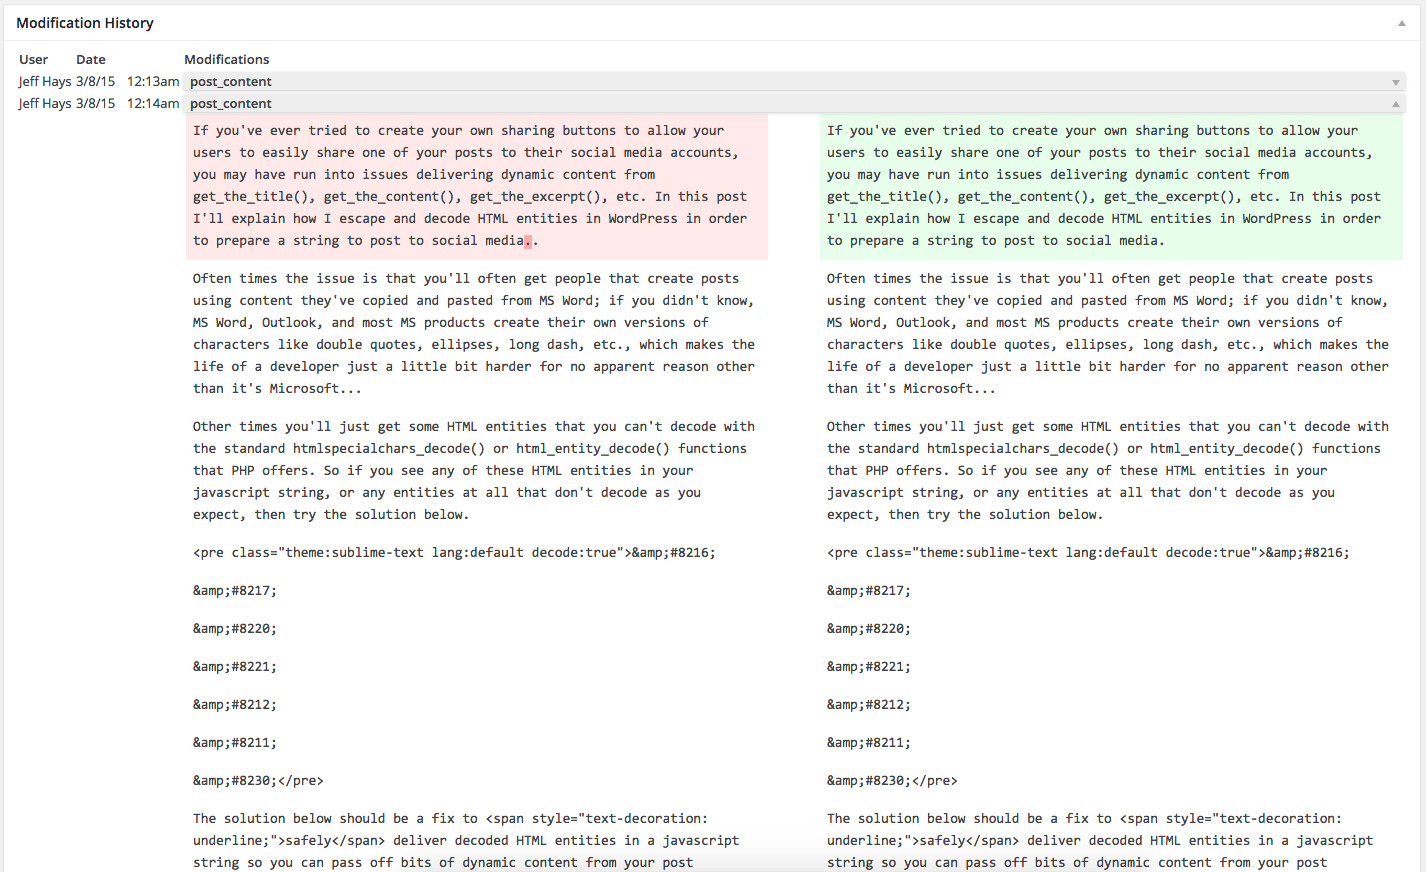 Modification History
User Date Modifications
Jeff Hays 3/8/15 12:13am post_content
Jeff Hays 3/8/15 12:14am post_content
If you've ever tried to create your own sharing buttons to allow your
users to easily share one of your posts to their social media accounts,
you may have run into issues delivering dynamic content from
get_the_title(), get_the_content(), get_the_excerpt(), etc. In this post
I'll explain how I escape and decode HTML entities in WordPress in order
to prepare a string to post to social media..
Often times the issue is that you'll often get people that create posts
using content they've copied and pasted from MS Word; if you didn't know,
MS Word, Outlook, and most MS products create their own versions of
characters like double quotes, ellipses, long dash, etc., which makes the
life of a developer just a little bit harder for no apparent reason other
than it's Microsoft...
Other times you'll just get some HTML entities that you can't decode with
the standard htmlspecialchars_decode() or html_entity_decode() functions
that PHP offers. So if you see any of these HTML entities in your
javascript string, or any entities at all that don't decode as you
expect, then try the solution below.
<pre class="theme:sublime-text lang:default decode:true">&amp;#8216;
&amp;#8217;
&amp;#8220;
&amp;#8221;
&amp;#8212;
&amp;#8211;
&amp;#8230;</pre>
The solution below should be a fix to <span style="text-decoration:
underline;">safely</span> deliver decoded HTML entities in a javascript
string so you can pass off bits of dynamic content from your post
If you've ever tried to create your own sharing buttons to allow your
users to easily share one of your posts to their social media accounts,
you may have run into issues delivering dynamic content from
get_the_title(), get_the_content(), get_the_excerpt(), etc. In this post
I'll explain how I escape and decode HTML entities in WordPress in order
to prepare a string to post to social media.
Often times the issue is that you'll often get people that create posts
using content they've copied and pasted from MS Word; if you didn't know,
MS Word, Outlook, and most MS products create their own versions of
characters like double quotes, ellipses, long dash, etc., which makes the
life of a developer just a little bit harder for no apparent reason other
than it's Microsoft...
Other times you'll just get some HTML entities that you can't decode with
the standard htmlspecialchars_decode() or html_entity_decode() functions
that PHP offers. So if you see any of these HTML entities in your
javascript string, or any entities at all that don't decode as you
expect, then try the solution below.
<pre class="theme:sublime-text lang:default decode:true">&amp;#8216;
&amp;#8217;
&amp;#8220;
&amp;#8221;
&amp;#8212;
&amp;#8211;
&amp;#8230;</pre>
The solution below should be a fix to <span style="text-decoration:
underline;">safely</span> deliver decoded HTML entities in a javascript
string so you can pass off bits of dynamic content from your post